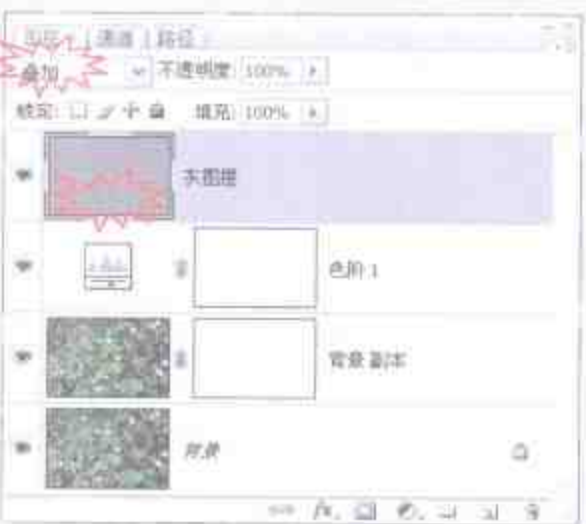 图层 × 通道 路径
叠加 不透明度: 100%
锁定: 填充: 100%
灰图层
色阶 1
背景 副本
背景
fx.